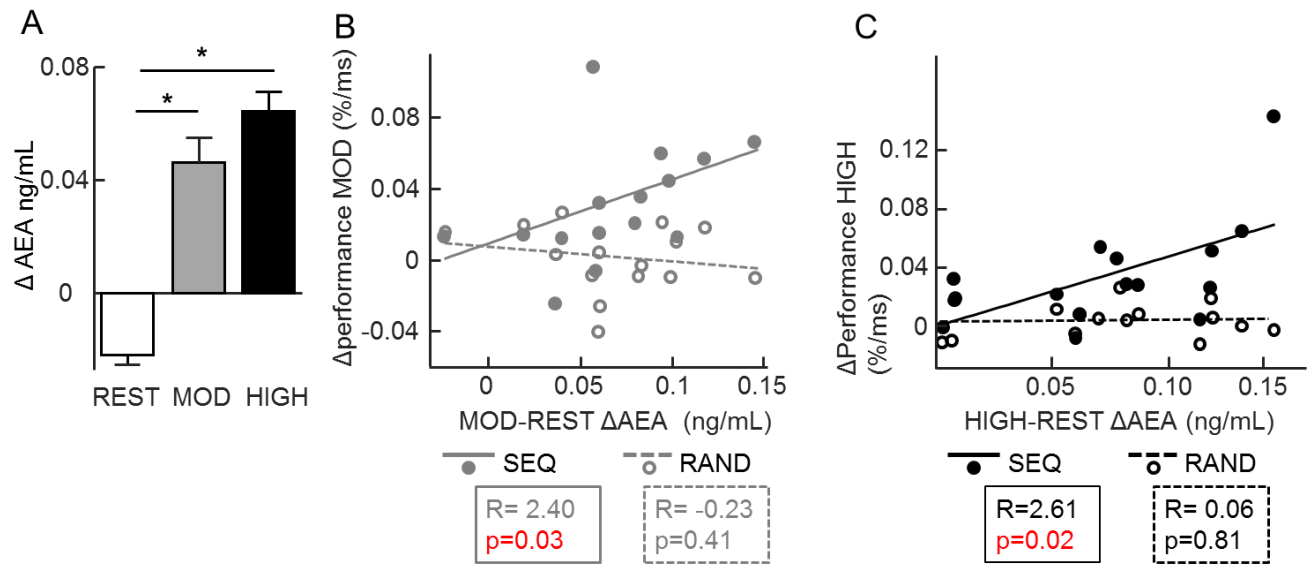 A
Δ AEA ng/mL
0.08
0.04
0
*
*
REST MOD HIGH
B
Δperformance MOD (%/ms)
0.08
0.04
0
-0.04
0 0.05 0.1 0.15
MOD-REST ΔAEA (ng/mL)
SEQ RAND
R= 2.40
p=0.03
R= -0.23
p=0.41
C
ΔPerformance HIGH
(%/ms)
0.12
0.04
0
0.05 0.10 0.15
HIGH-REST ΔAEA (ng/mL)
SEQ RAND
R=2.61
p=0.02
R= 0.06
p=0.81